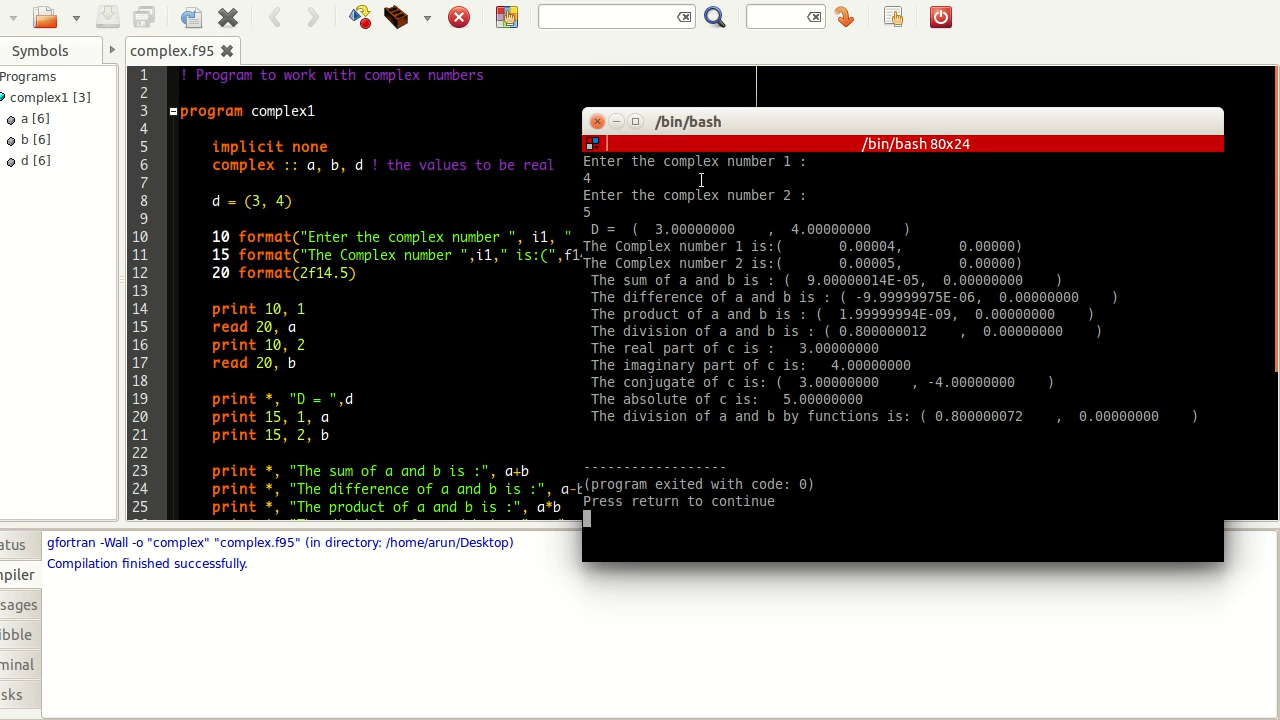 Symbols
complex.f95
Programs
complex1 [3]
a [6]
b [6]
d [6]
1 ! Program to work with complex numbers
2
3 program complex1
4
5 implicit none
6 complex :: a, b, d ! the values to be real
7
8 d = (3, 4)
9
10 10 format("Enter the complex number ", i1, "
11 15 format("The Complex number ",i1," is:(",f14
12 20 format(2f14.5)
13
14 print 10, 1
15 read 20, a
16 print 10, 2
17 read 20, b
18
19 print *, "D = ",d
20 print 15, 1, a
21 print 15, 2, b
22
23 print *, "The sum of a and b is :", a+b
24 print *, "The difference of a and b is :", a-b
25 print *, "The product of a and b is :", a*b
/bin/bash
/bin/bash 80x24
Enter the complex number 1 :
4
Enter the complex number 2 :
5
D = ( 3.00000000 , 4.00000000 )
The Complex number 1 is:( 0.00004, 0.00000)
The Complex number 2 is:( 0.00005, 0.00000)
The sum of a and b is : ( 9.00000014E-05, 0.00000000 )
The difference of a and b is : ( -9.99999975E-06, 0.00000000 )
The product of a and b is : ( 1.99999994E-09, 0.00000000 )
The division of a and b is : ( 0.800000012 , 0.00000000 )
The real part of c is : 3.00000000
The imaginary part of c is: 4.00000000
The conjugate of c is: ( 3.00000000 , -4.00000000 )
The absolute of c is: 5.00000000
The division of a and b by functions is: ( 0.800000072 , 0.00000000 )
------------------
(program exited with code: 0)
Press return to continue
atus
mpiler
sages
ibble
minal
sks
gfortran -Wall -o "complex" "complex.f95" (in directory: /home/arun/Desktop)
Compilation finished successfully.